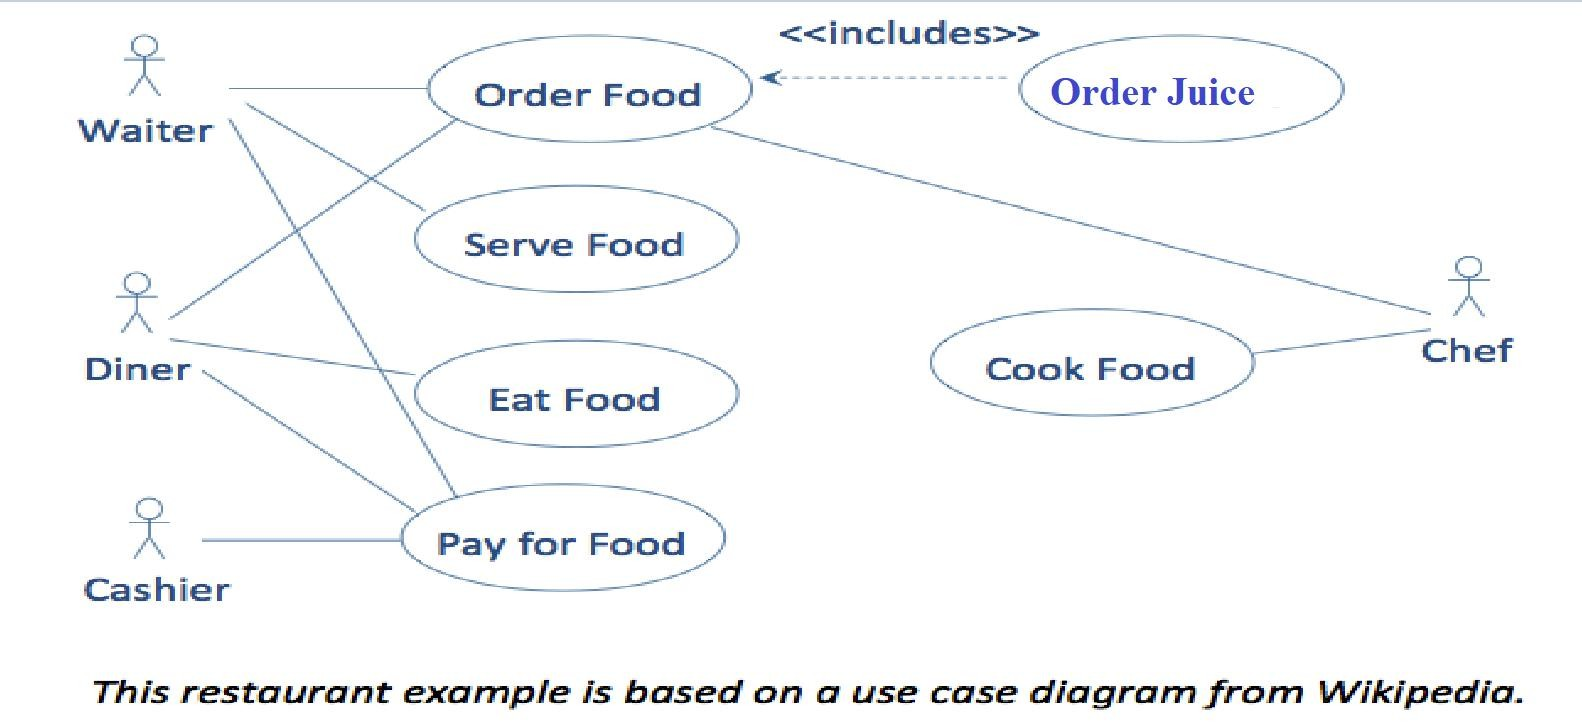 <<includes>>
Order Food
Order Juice
Waiter
Serve Food
Diner
Chef
Cook Food
Eat Food
Pay for Food
Cashier
This restaurant example is based on a use case diagram from Wikipedia.